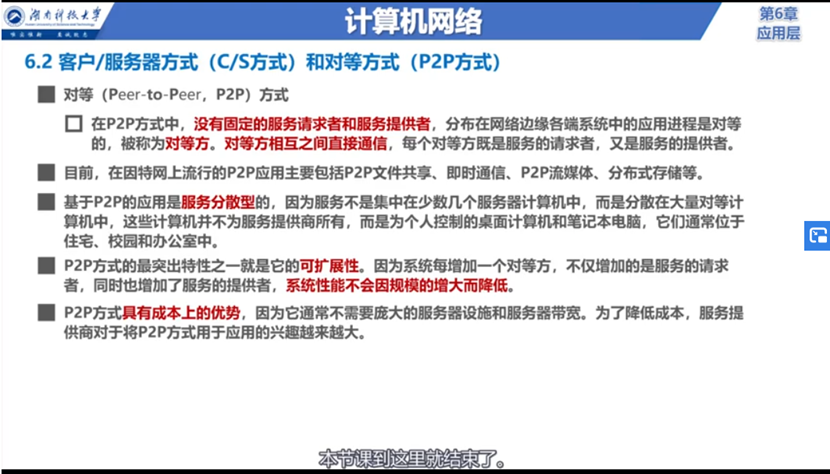 湖南科技大学
计算机网络
第6章
应用层
6.2 客户/服务器方式（C/S方式）和对等方式（P2P方式）
对等（Peer-to-Peer，P2P）方式
在P2P方式中，没有固定的服务请求者和服务提供者，分布在网络边缘各端系统中的应用进程是对等
的，被称为对等方。对等方相互之间直接通信，每个对等方既是服务的请求者，又是服务的提供者。
目前，在因特网上流行的P2P应用主要包括P2P文件共享、即时通信、P2P流媒体、分布式存储等。
基于P2P的应用是服务分散型的，因为服务不是集中在少数几个服务器计算机中，而是分散在大量对等计
算机中，这些计算机并不为服务提供商所有，而是为个人控制的桌面计算机和笔记本电脑，它们通常位于
住宅、校园和办公室中。
P2P方式的最突出特性之一就是它的可扩展性。因为系统每增加一个对等方，不仅增加的是服务的请求
者，同时也增加了服务的提供者，系统性能不会因规模的增大而降低。
P2P方式具有成本上的优势，因为它通常不需要庞大的服务器设施和服务器带宽。为了降低成本，服务提
供商对于将P2P方式用于应用的兴趣越来越大。
本节课到这里就结束了。